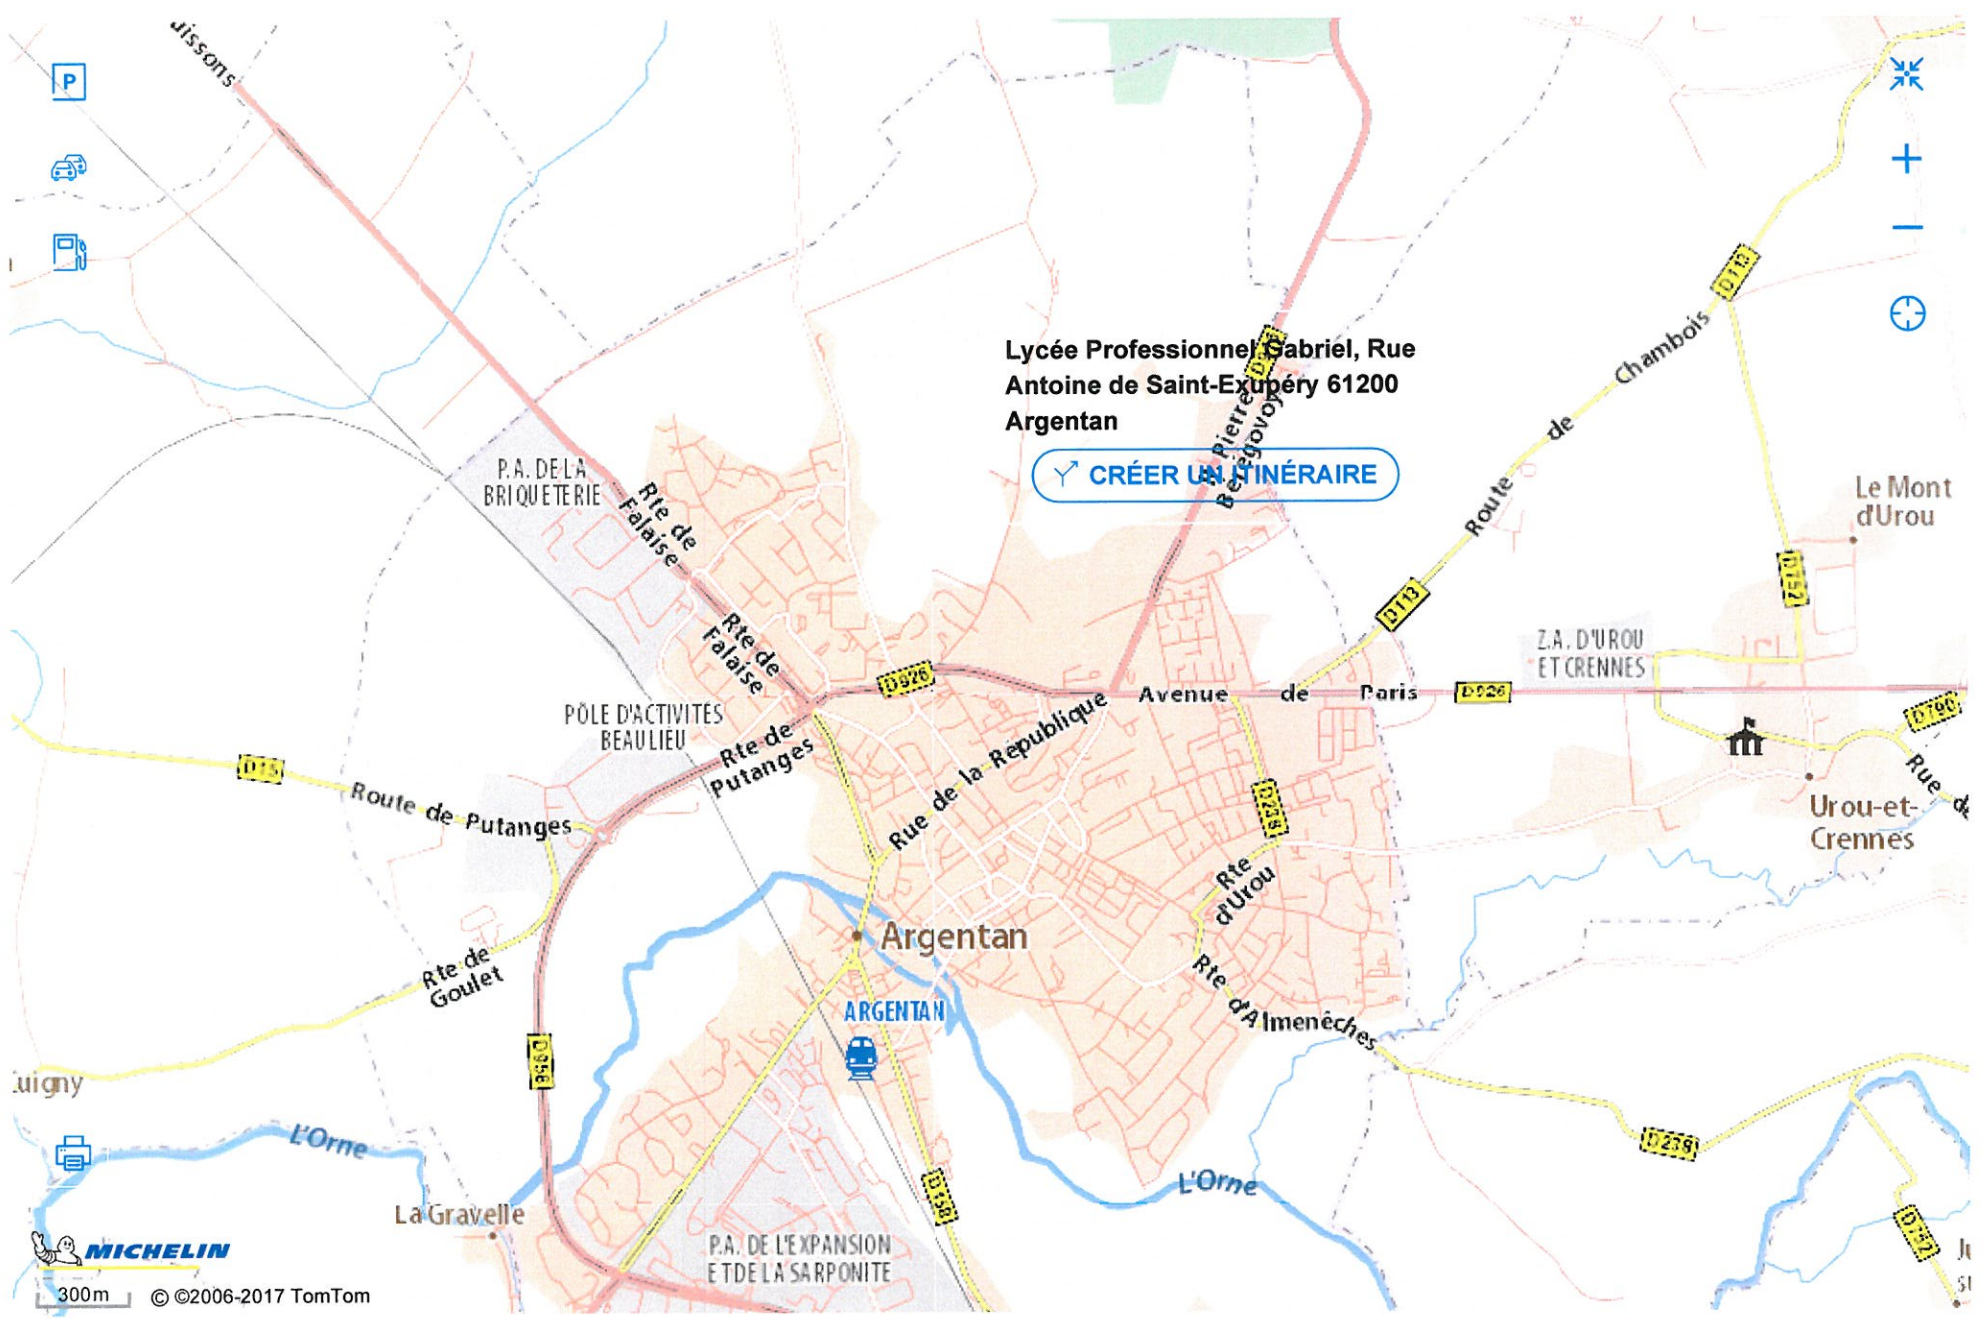 P
Lycée Professionnel Gabriel, Rue
Antoine de Saint-Exupéry 61200
Argentan
CRÉER UN ITINÉRAIRE
Pierre
Bérégovoy
D113
Route de Chambois
D113
Le Mont
d'Urou
D752
P.A. DE LA
BRIQUETERIE
Rte de
Falaise
Rte de
Falaise
Z.A. D'UROU
ET CRENNES
D926
Avenue de Paris
D926
D790
PÔLE D'ACTIVITÉS
BEAULIEU
Rte de
Putanges
Rue de la République
D15
Route de Putanges
D238
Rue de
Urou-et-
Crennes
Rte
d'Urou
Argentan
Rte de
Goulet
Rte d'Almenêches
ARGENTAN
D958
L'Orne
D238
L'Orne
D158
La Gravelle
P.A. DE L'EXPANSION
ET DE LA SARPONITE
MICHELIN
300 m
© ©2006-2017 TomTom